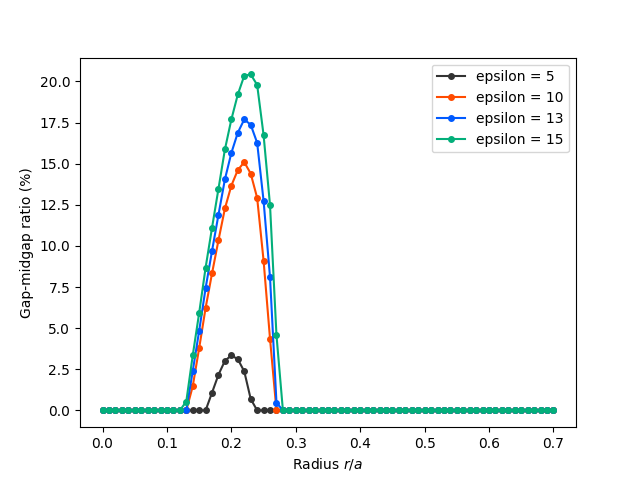 epsilon = 5
epsilon = 10
epsilon = 13
epsilon = 15
Gap-midgap ratio (%)
20.0
17.5
15.0
12.5
10.0
7.5
5.0
2.5
0.0
0.0 0.1 0.2 0.3 0.4 0.5 0.6 0.7
Radius r/a